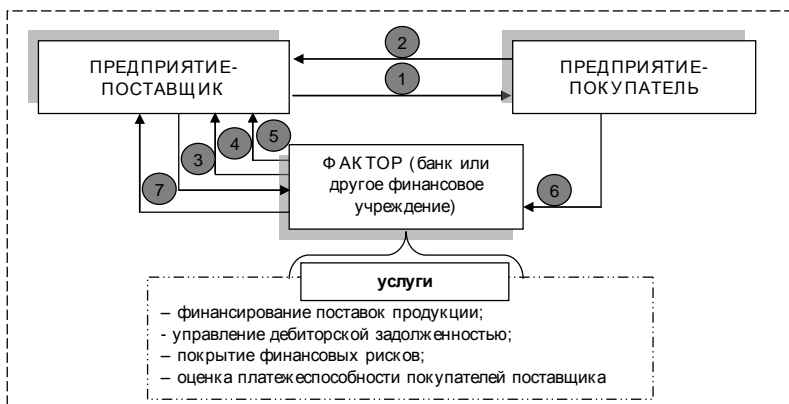 2
ПРЕДПРИЯТИЕ-
ПОСТАВЩИК
1
ПРЕДПРИЯТИЕ-
ПОКУПАТЕЛЬ
5
4
3
7
ФАКТОР (банк или
другое финансовое
учреждение)
6
услуги
– финансирование поставок продукции;
- управление дебиторской задолженностью;
– покрытие финансовых рисков;
– оценка платежеспособности покупателей поставщика